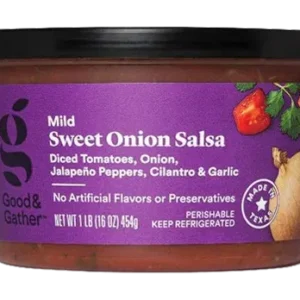 Mild
Sweet Onion Salsa
Diced Tomatoes, Onion,
Jalapeño Peppers, Cilantro & Garlic
No Artificial Flavors or Preservatives
NET WT 1 LB (16 OZ) 454g
PERISHABLE
KEEP REFRIGERATED
g
Good &
Gather™
MADE IN
TEXAS